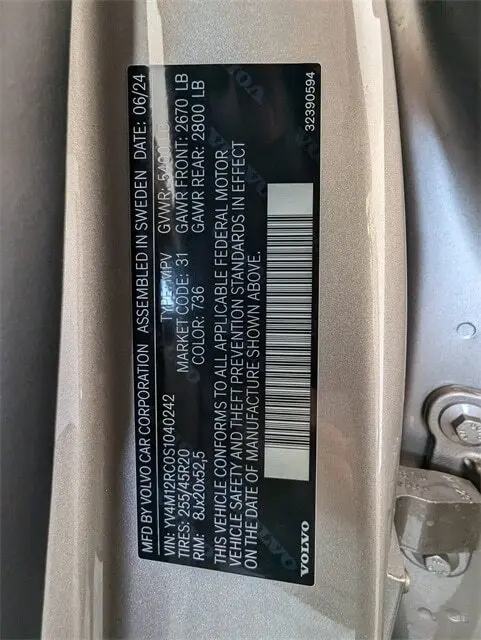 MFD BY VOLVO CAR CORPORATION ASSEMBLED IN SWEDEN DATE: 06/24
VIN: YV4M12RC0S1040242 TYPE: MPV GVWR: LB
TIRES: 255/45R20 MARKET CODE: 31 GAWR FRONT: 2670 LB
RIM: 8Jx20x52,5 COLOR: 736 GAWR REAR: 2800 LB
THIS VEHICLE CONFORMS TO ALL APPLICABLE FEDERAL MOTOR
VEHICLE SAFETY AND THEFT PREVENTION STANDARDS IN EFFECT
ON THE DATE OF MANUFACTURE SHOWN ABOVE.
VOLVO 32390594